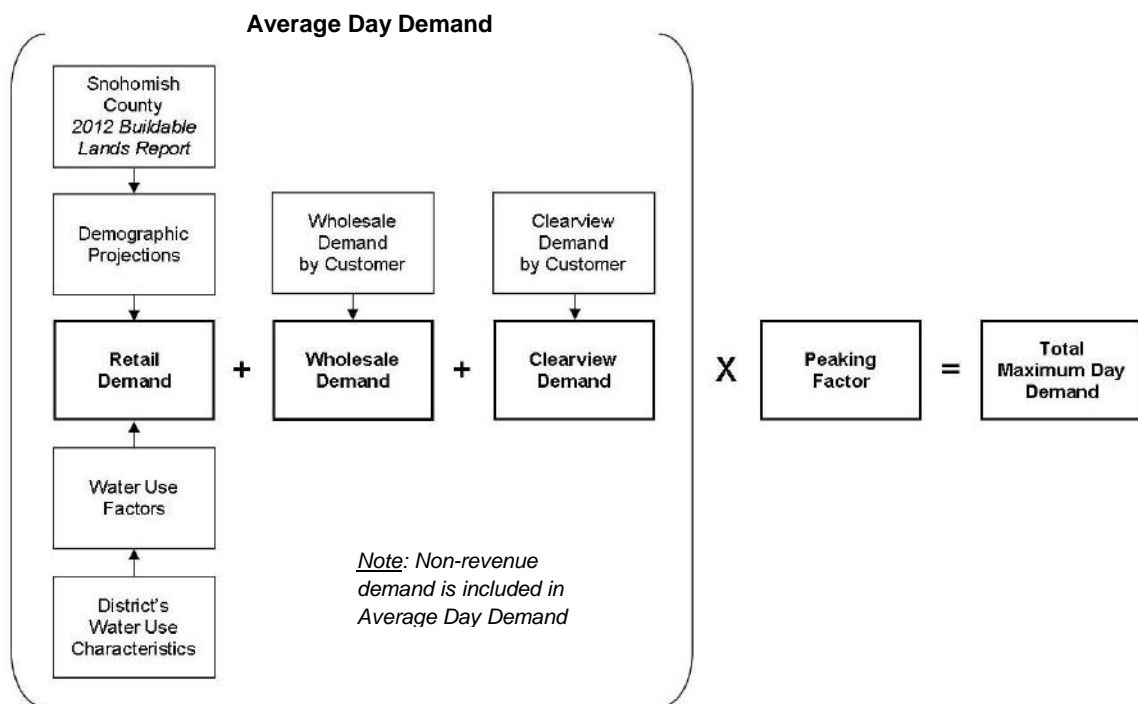 Average Day Demand
Snohomish
County
2012 Buildable
Lands Report
Demographic
Projections
Wholesale
Demand
by Customer
Clearview
Demand
by Customer
Retail
Demand
+
Wholesale
Demand
+
Clearview
Demand
X
Peaking
Factor
=
Total
Maximum Day
Demand
Water Use
Factors
District's
Water Use
Characteristics
Note: Non-revenue
demand is included in
Average Day Demand